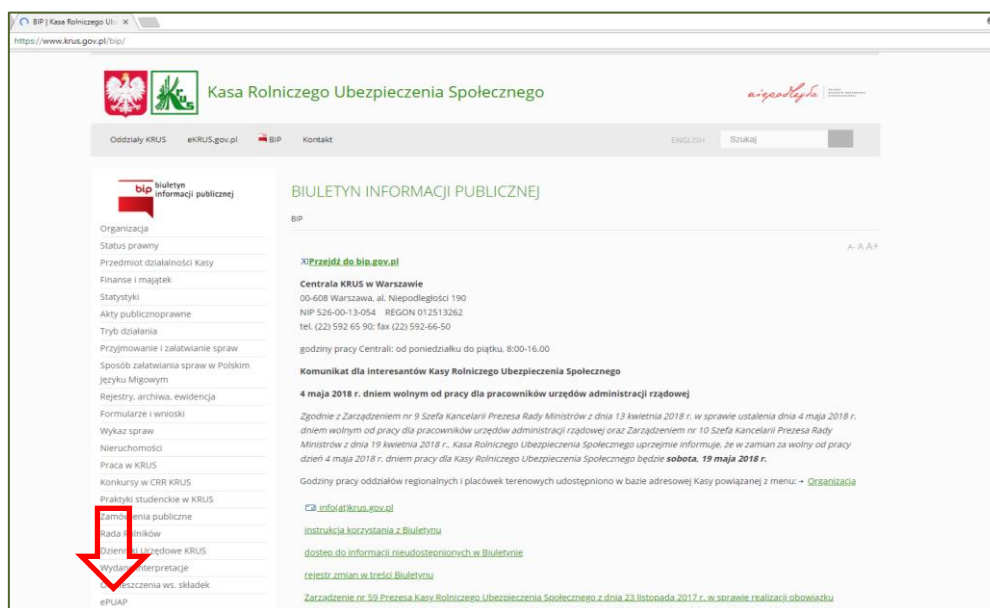 BIP | Kasa Rolniczego Ub
https://www.krus.gov.pl/bip/
Krus
Kasa Rolniczego Ubezpieczenia Społecznego
niepodległa
Oddziały KRUS eKRUS.gov.pl BIP Kontakt ENGLISH Szukaj
bip biuletyn
informacji publicznej
Organizacja
Status prawny
Przedmiot działalności Kasy
Finanse i majątek
Statystyki
Akty publicznoprawne
Tryb działania
Przyjmowanie i załatwianie spraw
Sposób załatwiania spraw w Polskim
Języku Migowym
Rejestry, archiwa, ewidencja
Formularze i wnioski
Wykaz spraw
Nieruchomości
Praca w KRUS
Konkursy w CRR KRUS
Praktyki studenckie w KRUS
Zamówienia publiczne
Rada Rolników
Dzienniki Urzędowe KRUS
Wydane interpretacje
ws. składek
ePUAP
BIULETYN INFORMACJI PUBLICZNEJ
BIP
A- A A+
Przejdź do bip.gov.pl
Centrala KRUS w Warszawie
00-608 Warszawa, al. Niepodległości 190
NIP 526-00-13-054 REGON 012513262
tel. (22) 592 65 90; fax (22) 592-66-50
godziny pracy Centrali: od poniedziałku do piątku, 8:00-16.00
Komunikat dla interesantów Kasy Rolniczego Ubezpieczenia Społecznego
4 maja 2018 r. dniem wolnym od pracy dla pracowników urzędów administracji rządowej
Zgodnie z Zarządzeniem nr 9 Szefa Kancelarii Prezesa Rady Ministrów z dnia 13 kwietnia 2018 r. w sprawie ustalenia dnia 4 maja 2018 r.
dniem wolnym od pracy dla pracowników urzędów administracji rządowej oraz Zarządzeniem nr 10 Szefa Kancelarii Prezesa Rady
Ministrów z dnia 19 kwietnia 2018 r., Kasa Rolniczego Ubezpieczenia Społecznego uprzejmie informuje, że w zamian za wolny od pracy
dzień 4 maja 2018 r. dniem pracy dla Kasy Rolniczego Ubezpieczenia Społecznego będzie sobota, 19 maja 2018 r.
Godziny pracy oddziałów regionalnych i placówek terenowych udostępniono w bazie adresowej Kasy powiązanej z menu: → Organizacja
info(at)krus.gov.pl
instrukcja korzystania z Biuletynu
dostęp do informacji nieudostępnionych w Biuletynie
rejestr zmian w treści Biuletynu
Zarządzenie nr 59 Prezesa Kasy Rolniczego Ubezpieczenia Społecznego z dnia 23 listopada 2017 r. w sprawie realizacji obowiązku